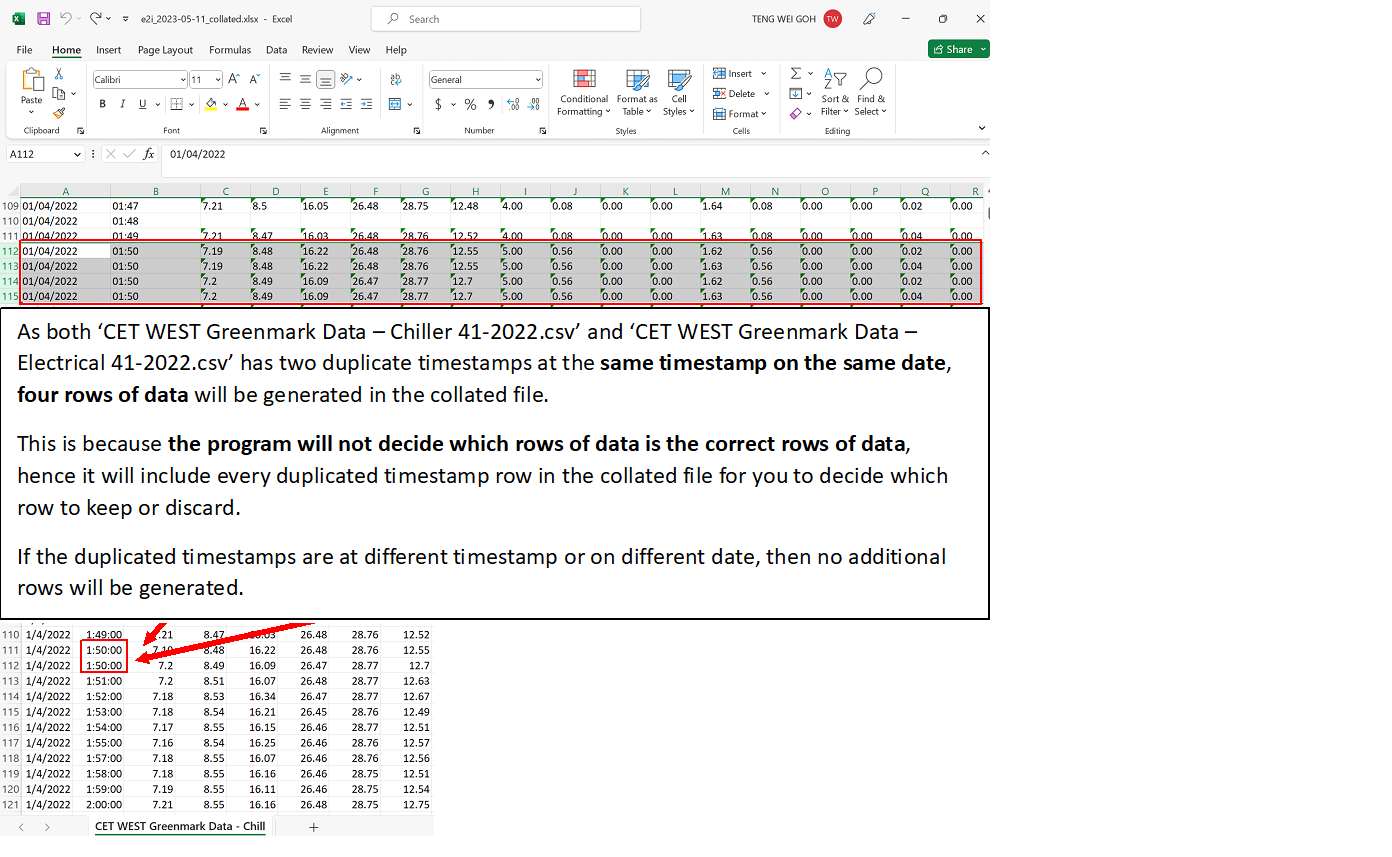 e2i_2023-05-11_collated.xlsx - Excel
Search
TENG WEI GOH TW
File Home Insert Page Layout Formulas Data Review View Help
Share
Paste
Calibri 11
General
Conditional Formatting
Format as Table
Cell Styles
Insert
Delete
Format
Sort & Filter
Find & Select
Clipboard Font Alignment Number Styles Cells Editing
A112 fx 01/04/2022
A B C D E F G H I J K L M N O P Q R
109 01/04/2022 01:47 7.21 8.5 16.05 26.48 28.75 12.48 4.00 0.08 0.00 0.00 1.64 0.08 0.00 0.00 0.02 0.00
110 01/04/2022 01:48
111 01/04/2022 01:49 7.21 8.47 16.03 26.48 28.76 12.52 4.00 0.08 0.00 0.00 1.63 0.08 0.00 0.00 0.04 0.00
112 01/04/2022 01:50 7.19 8.48 16.22 26.48 28.76 12.55 5.00 0.56 0.00 0.00 1.62 0.56 0.00 0.00 0.02 0.00
113 01/04/2022 01:50 7.19 8.48 16.22 26.48 28.76 12.55 5.00 0.56 0.00 0.00 1.63 0.56 0.00 0.00 0.04 0.00
114 01/04/2022 01:50 7.2 8.49 16.09 26.47 28.77 12.7 5.00 0.56 0.00 0.00 1.62 0.56 0.00 0.00 0.02 0.00
115 01/04/2022 01:50 7.2 8.49 16.09 26.47 28.77 12.7 5.00 0.56 0.00 0.00 1.63 0.56 0.00 0.00 0.04 0.00
As both ‘CET WEST Greenmark Data – Chiller 41-2022.csv’ and ‘CET WEST Greenmark Data –
Electrical 41-2022.csv’ has two duplicate timestamps at the same timestamp on the same date,
four rows of data will be generated in the collated file.
This is because the program will not decide which rows of data is the correct rows of data,
hence it will include every duplicated timestamp row in the collated file for you to decide which
row to keep or discard.
If the duplicated timestamps are at different timestamp or on different date, then no additional
rows will be generated.
110 1/4/2022 1:49:00 .21 8.47 26.48 28.76 12.52
111 1/4/2022 1:50:00 7.19 8.48 16.22 26.48 28.76 12.55
112 1/4/2022 1:50:00 7.2 8.49 16.09 26.47 28.77 12.7
113 1/4/2022 1:51:00 7.2 8.51 16.07 26.48 28.77 12.63
114 1/4/2022 1:52:00 7.18 8.53 16.34 26.47 28.77 12.67
115 1/4/2022 1:53:00 7.18 8.54 16.21 26.45 28.76 12.49
116 1/4/2022 1:54:00 7.17 8.55 16.15 26.46 28.77 12.51
117 1/4/2022 1:55:00 7.16 8.54 16.25 26.46 28.76 12.57
118 1/4/2022 1:57:00 7.18 8.55 16.07 26.46 28.76 12.56
119 1/4/2022 1:58:00 7.18 8.55 16.16 26.46 28.75 12.51
120 1/4/2022 1:59:00 7.19 8.55 16.11 26.46 28.75 12.54
121 1/4/2022 2:00:00 7.21 8.55 16.16 26.48 28.75 12.75
CET WEST Greenmark Data - Chill